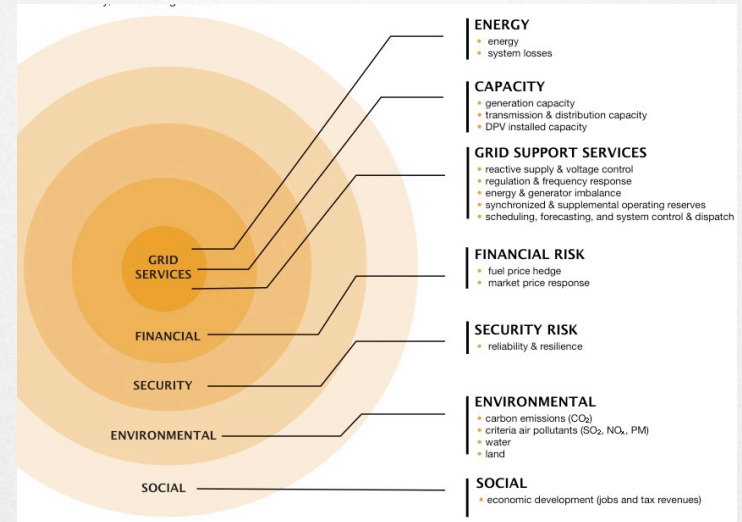 ENERGY
• energy
• system losses
CAPACITY
• generation capacity
• transmission & distribution capacity
• DPV installed capacity
GRID SUPPORT SERVICES
• reactive supply & voltage control
• regulation & frequency response
• energy & generator imbalance
• synchronized & supplemental operating reserves
• scheduling, forecasting, and system control & dispatch
GRID
SERVICES
FINANCIAL RISK
• fuel price hedge
• market price response
FINANCIAL
SECURITY RISK
• reliability & resilience
SECURITY
ENVIRONMENTAL
• carbon emissions (CO₂)
• criteria air pollutants (SO₂, NOₓ, PM)
• water
• land
ENVIRONMENTAL
SOCIAL
• economic development (jobs and tax revenues)
SOCIAL